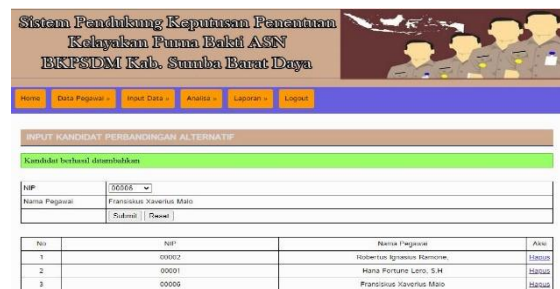 Sistem Pendukung Keputusan Penentuan
Kelayakan Purna Bakti ASN
BKPSDM Kab. Sumba Barat Daya
Home Data Pegawai » Input Data » Analisa » Laporan » Logout
INPUT KANDIDAT PERBANDINGAN ALTERNATIF
Kandidat berhasil ditambahkan
NIP 00006
Nama Pegawai Fransiskus Xaverius Malo
Submit Reset
No NIP Nama Pegawai Aksi
1 00002 Robertus Ignasius Ramone, Hapus
2 00001 Hana Fortune Lero, S.H Hapus
3 00006 Fransiskus Xaverius Malo Hapus